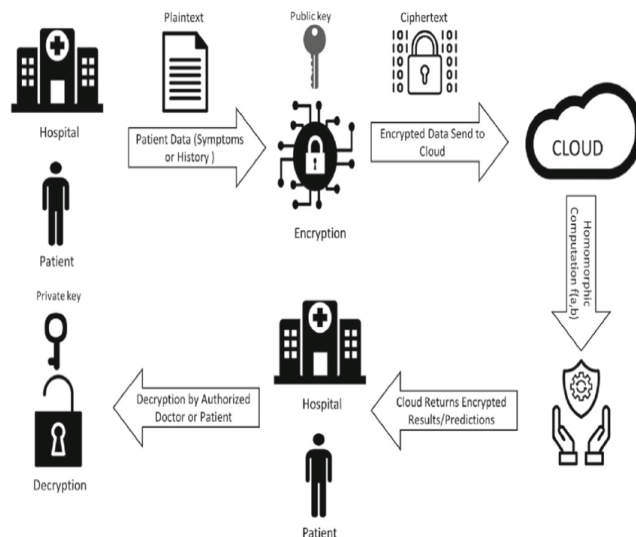 Plaintext
Public key
Ciphertext
Hospital
Patient Data (Symptoms
or History )
Encrypted Data Send to
Cloud
CLOUD
Encryption
Patient
Homomorphic
Computation f(a,b)
Private key
Decryption by Authorized
Doctor or Patient
Hospital
Cloud Returns Encrypted
Results/Predictions
Decryption
Patient